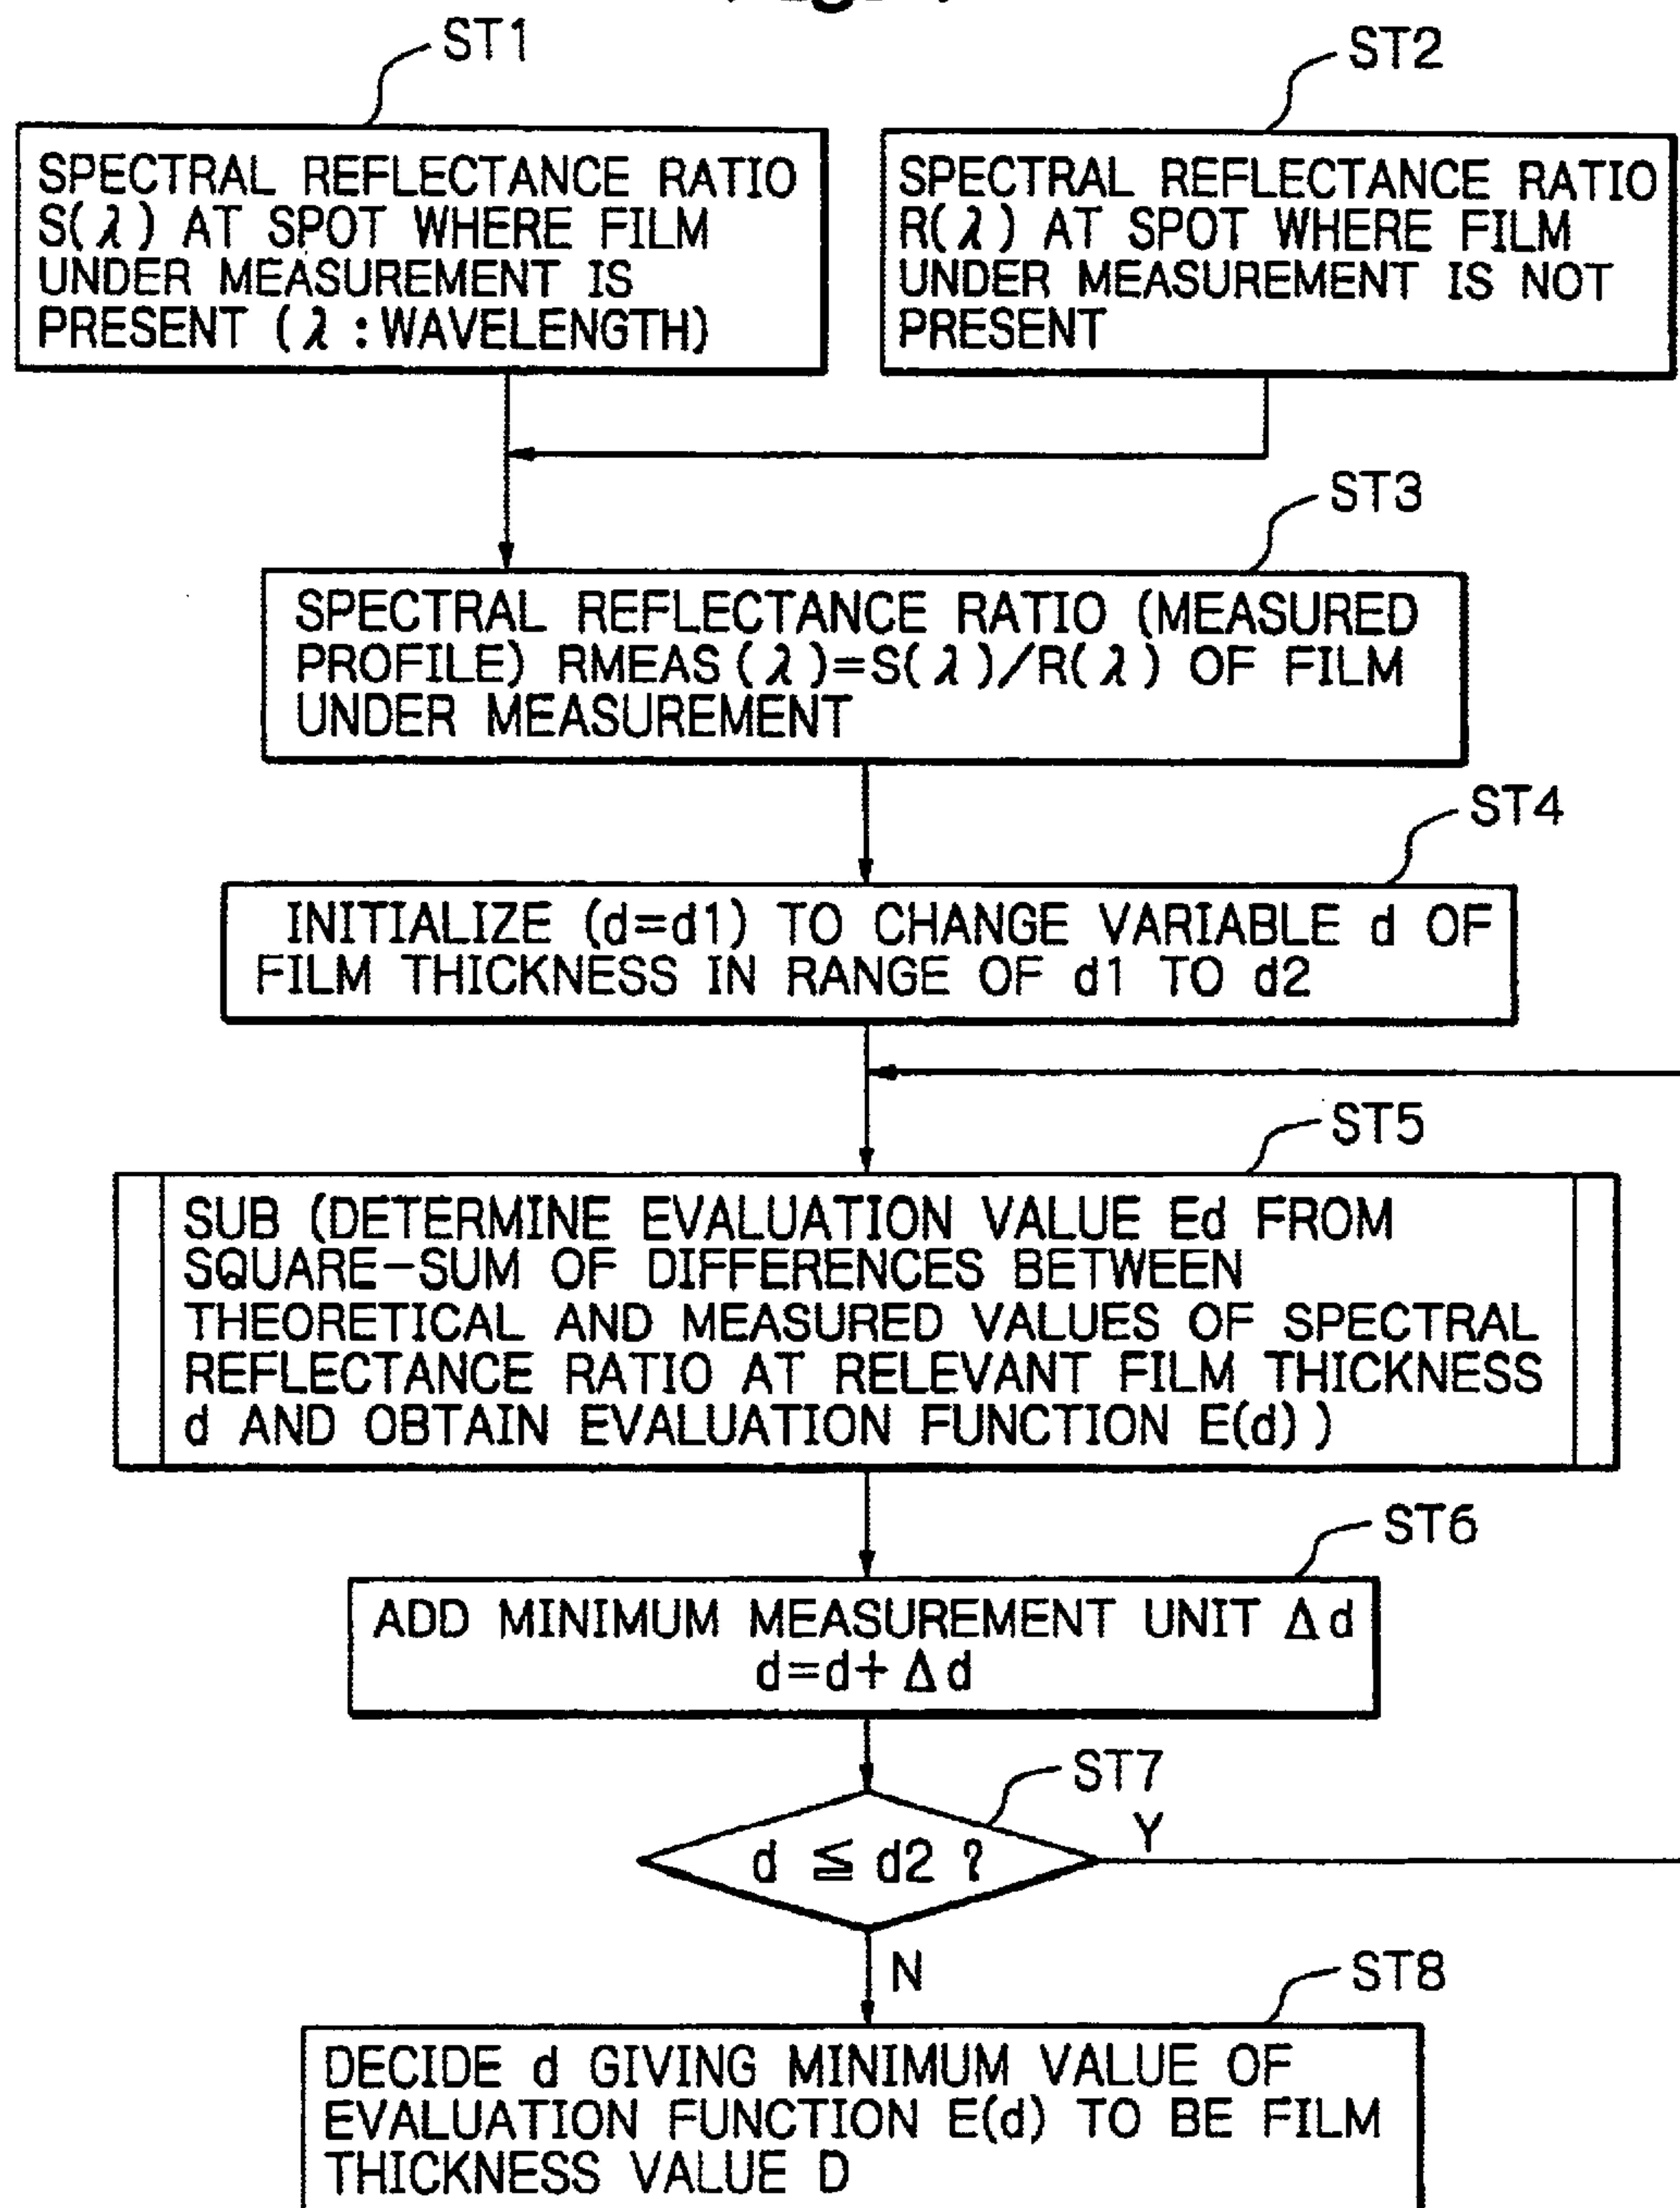 ST1
ST2
SPECTRAL REFLECTANCE RATIO
S(λ) AT SPOT WHERE FILM
UNDER MEASUREMENT IS
PRESENT (λ :WAVELENGTH)
SPECTRAL REFLECTANCE RATIO
R(λ) AT SPOT WHERE FILM
UNDER MEASUREMENT IS NOT
PRESENT
ST3
SPECTRAL REFLECTANCE RATIO (MEASURED
PROFILE) RMEAS (λ)=S(λ)/R(λ) OF FILM
UNDER MEASUREMENT
ST4
INITIALIZE (d=d1) TO CHANGE VARIABLE d OF
FILM THICKNESS IN RANGE OF d1 TO d2
ST5
SUB (DETERMINE EVALUATION VALUE Ed FROM
SQUARE-SUM OF DIFFERENCES BETWEEN
THEORETICAL AND MEASURED VALUES OF SPECTRAL
REFLECTANCE RATIO AT RELEVANT FILM THICKNESS
d AND OBTAIN EVALUATION FUNCTION E(d))
ST6
ADD MINIMUM MEASUREMENT UNIT Δd
d=d+Δd
ST7
d ≦ d2 ?
Y
N
ST8
DECIDE d GIVING MINIMUM VALUE OF
EVALUATION FUNCTION E(d) TO BE FILM
THICKNESS VALUE D